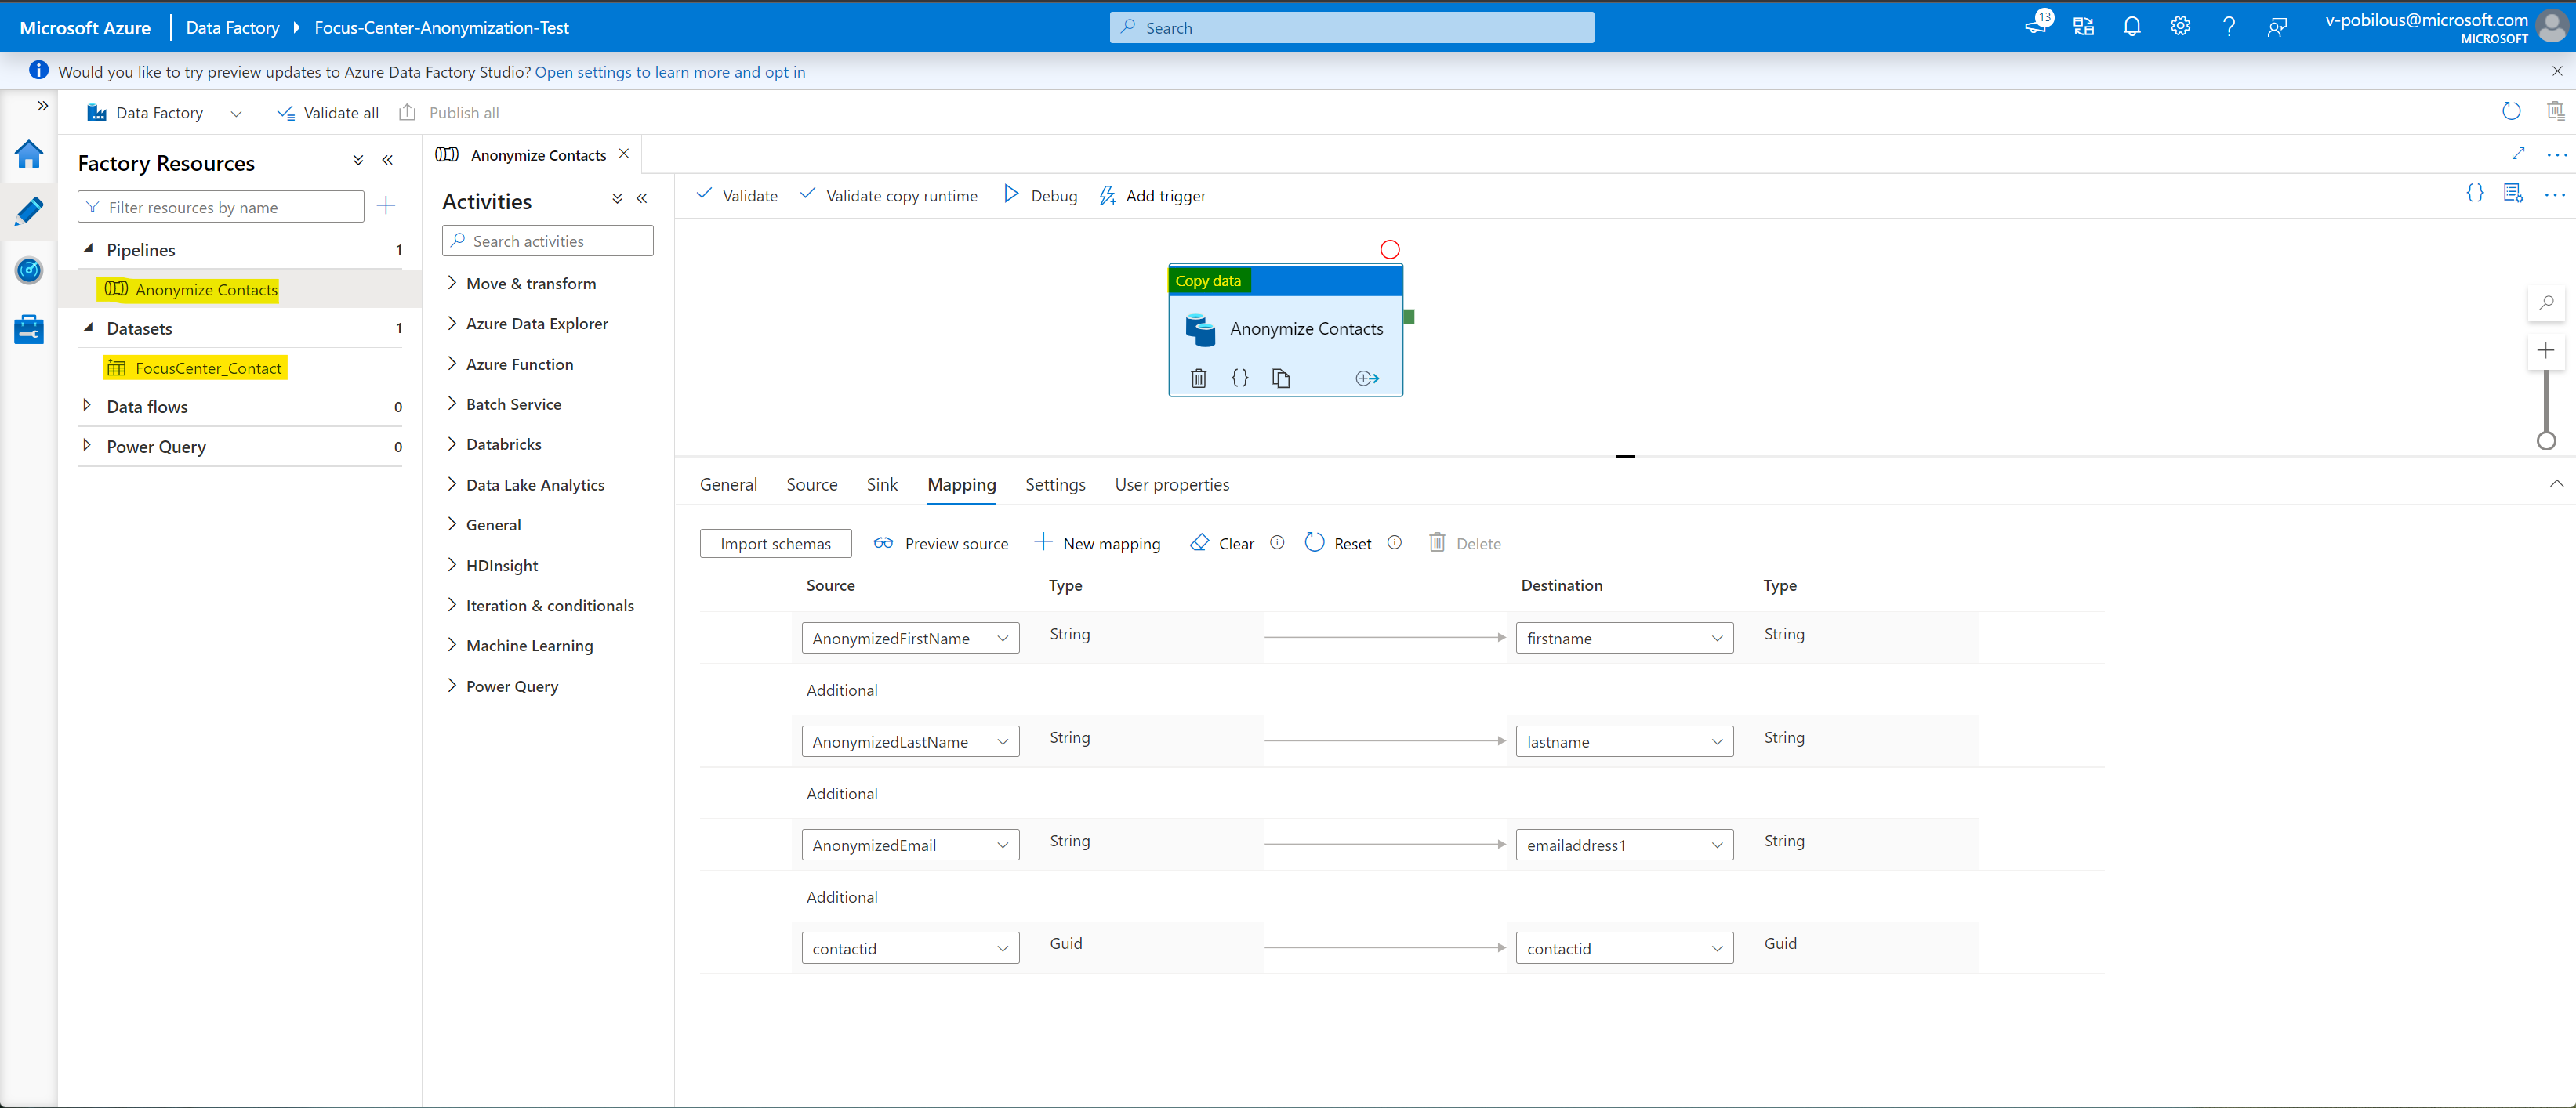 Microsoft Azure Data Factory Focus-Center-Anonymization-Test Search 13 v-pobilous@microsoft.com
MICROSOFT
Would you like to try preview updates to Azure Data Factory Studio? Open settings to learn more and opt in
Data Factory Validate all Publish all
Factory Resources
Filter resources by name
Pipelines 1
Anonymize Contacts
Datasets 1
FocusCenter_Contact
Data flows 0
Power Query 0
Anonymize Contacts
Activities
Search activities
Move & transform
Azure Data Explorer
Azure Function
Batch Service
Databricks
Data Lake Analytics
General
HDInsight
Iteration & conditionals
Machine Learning
Power Query
Validate Validate copy runtime Debug Add trigger
Copy data
Anonymize Contacts
General Source Sink Mapping Settings User properties
Import schemas Preview source New mapping Clear Reset Delete
Source Type Destination Type
AnonymizedFirstName String firstname String
Additional
AnonymizedLastName String lastname String
Additional
AnonymizedEmail String emailaddress1 String
Additional
contactid Guid contactid Guid